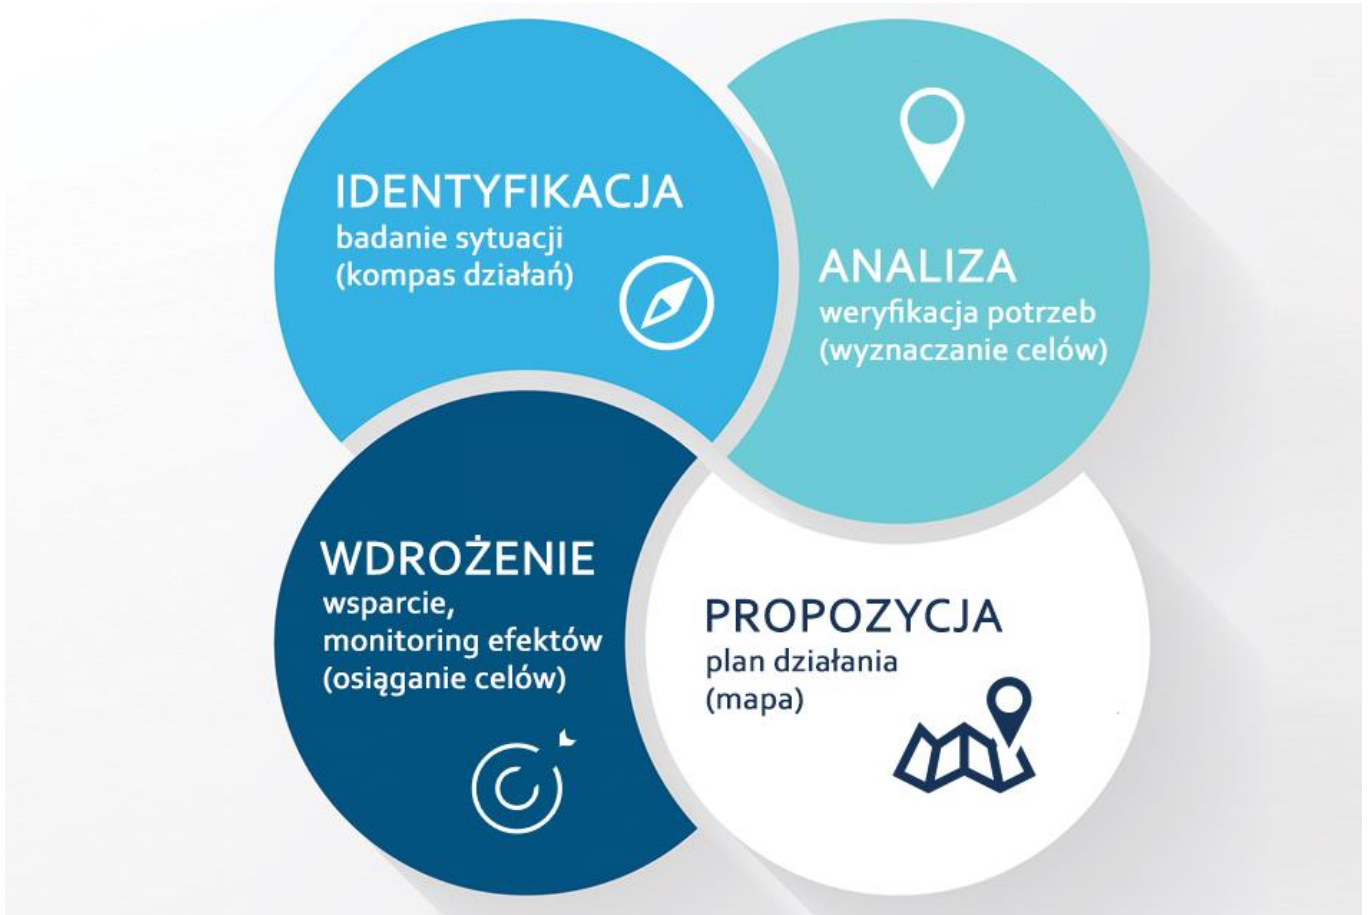 IDENTYFIKACJA
badanie sytuacji
(kompas działań)
ANALIZA
weryfikacja potrzeb
(wyznaczanie celów)
WDROŻENIE
wsparcie,
monitoring efektów
(osiąganie celów)
PROPOZYCJA
plan działania
(mapa)